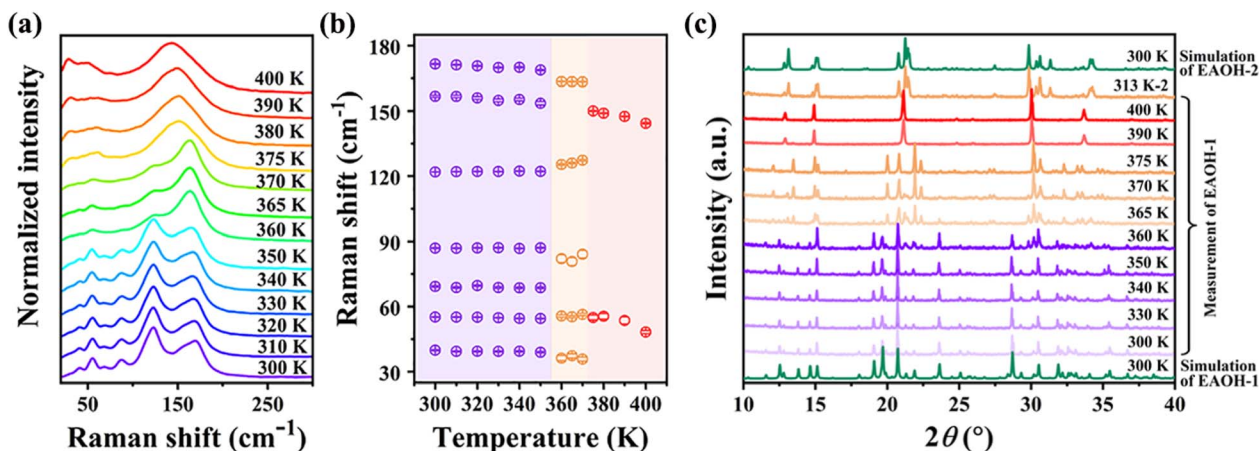 (a)
Normalized intensity
400 K
390 K
380 K
375 K
370 K
365 K
360 K
350 K
340 K
330 K
320 K
310 K
300 K
50 150 250
Raman shift (cm⁻¹)
(b)
Raman shift (cm⁻¹)
180
150
120
90
60
30
300 320 340 360 380 400
Temperature (K)
(c)
Intensity (a.u.)
300 K
Simulation
of EAOH-2
313 K-2
400 K
390 K
375 K
370 K
365 K
360 K
350 K
340 K
330 K
300 K
Measurement of EAOH-1
300 K
Simulation
of EAOH-1
10 15 20 25 30 35 40
2θ (°)